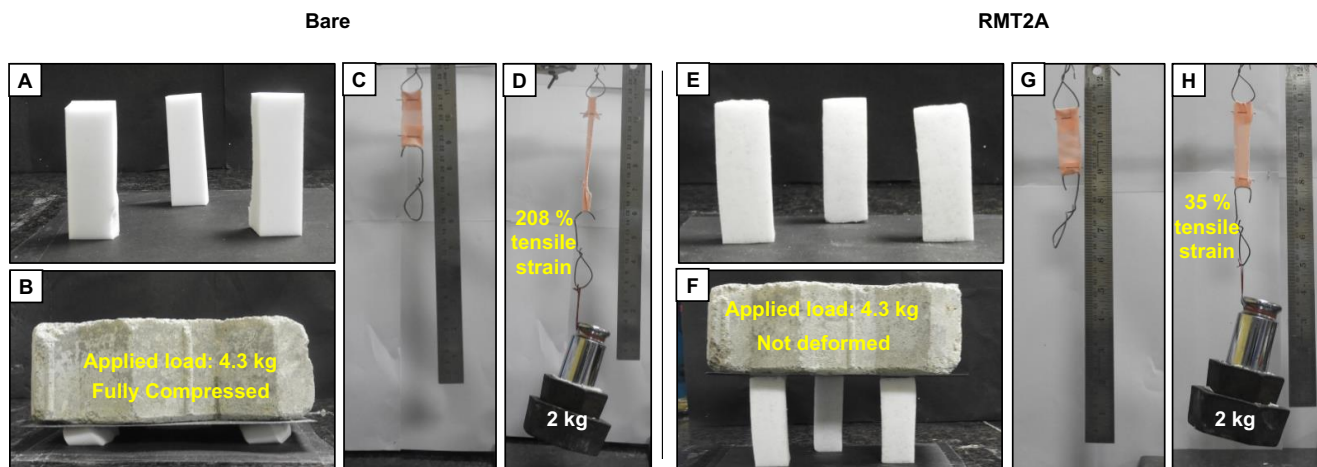 Bare
RMT2A
A
B
Applied load: 4.3 kg
Fully Compressed
C
D
208 %
tensile
strain
2 kg
E
F
Applied load: 4.3 kg
Not deformed
G
H
35 %
tensile
strain
2 kg